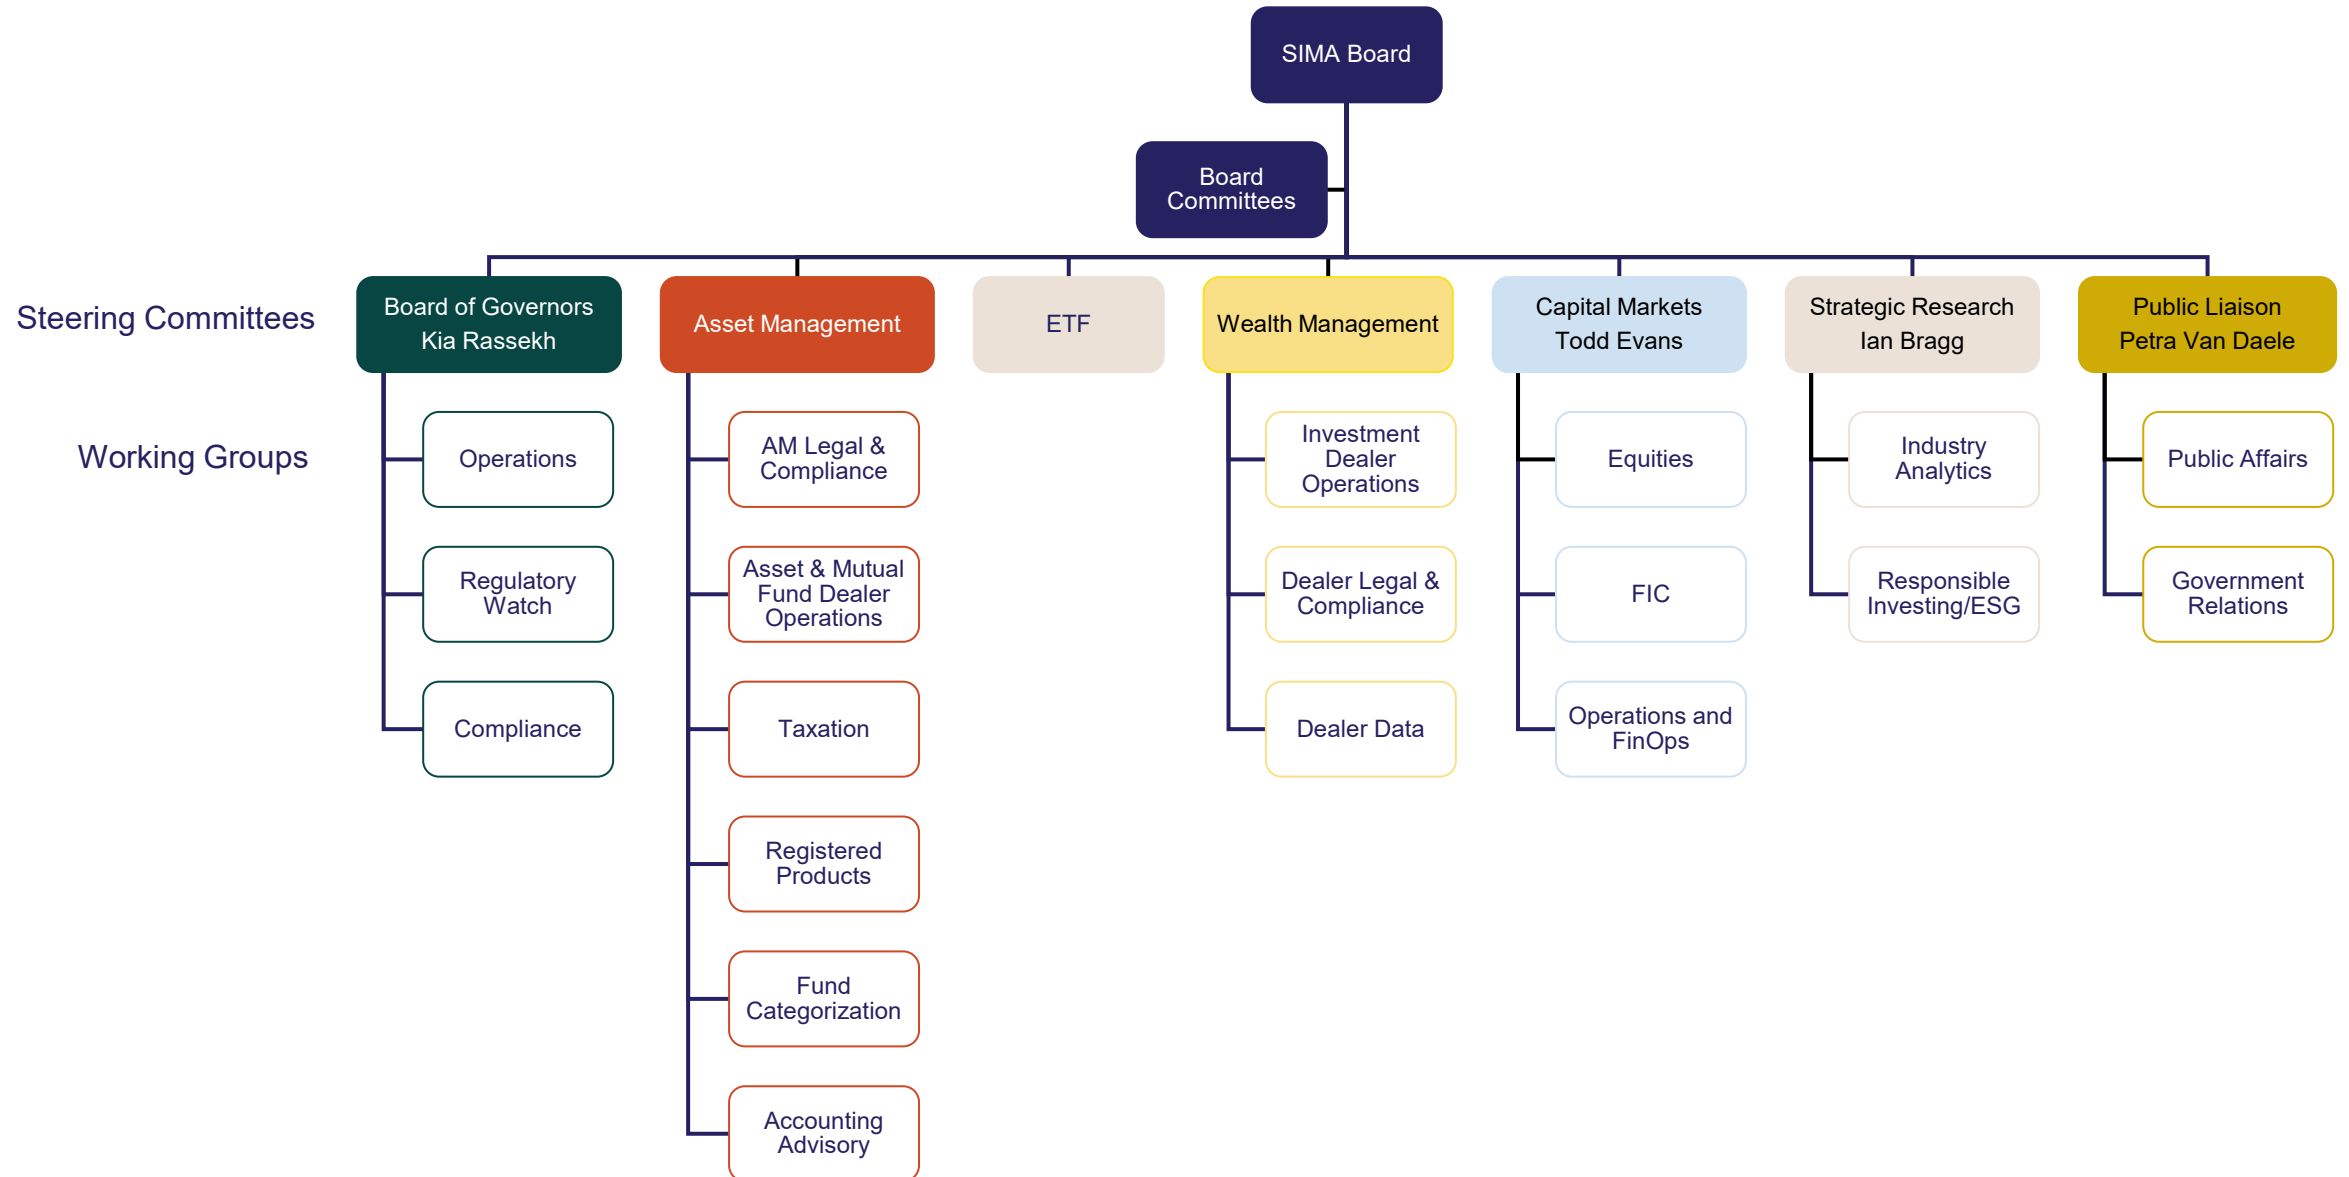 SIMA Board
Board
Committees
Steering Committees
Board of Governors
Kia Rassekh
Asset Management
ETF
Wealth Management
Capital Markets
Todd Evans
Strategic Research
Ian Bragg
Public Liaison
Petra Van Daele
Working Groups
Operations
Regulatory
Watch
Compliance
AM Legal &
Compliance
Asset & Mutual
Fund Dealer
Operations
Taxation
Registered
Products
Fund
Categorization
Accounting
Advisory
Investment
Dealer
Operations
Dealer Legal &
Compliance
Dealer Data
Equities
FIC
Operations and
FinOps
Industry
Analytics
Responsible
Investing/ESG
Public Affairs
Government
Relations